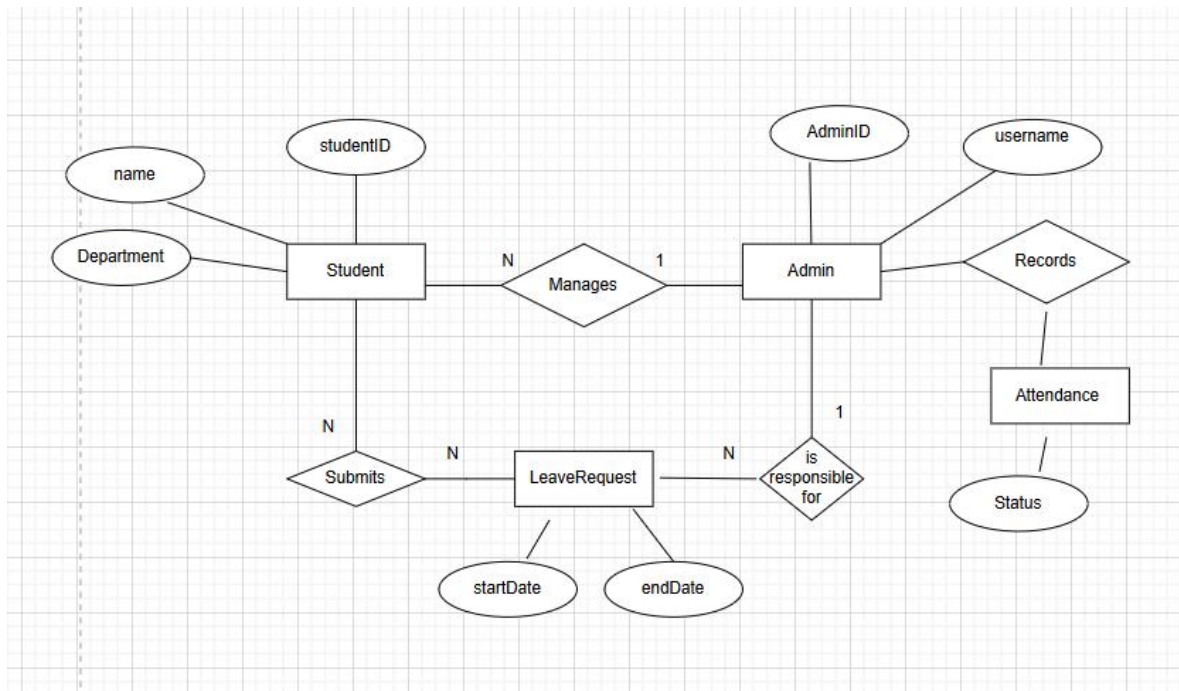 AdminID
username
studentID
name
Department
Student
N
Manages
1
Admin
Records
Attendance
N
1
Submits
N
LeaveRequest
N
is
responsible
for
Status
startDate
endDate